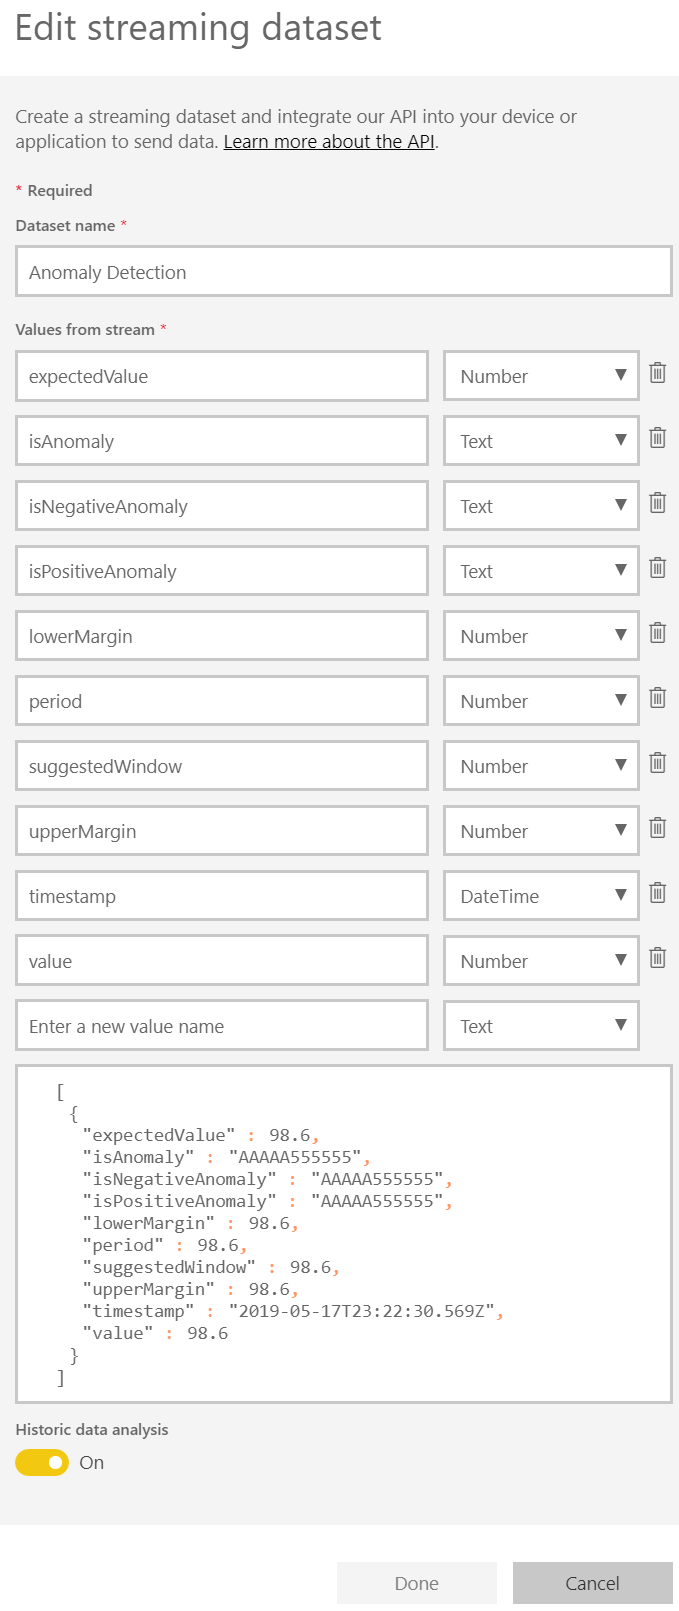 Edit streaming dataset
Create a streaming dataset and integrate our API into your device or
application to send data. Learn more about the API.
* Required
Dataset name *
Anomaly Detection
Values from stream *
expectedValue Number
isAnomaly Text
isNegativeAnomaly Text
isPositiveAnomaly Text
lowerMargin Number
period Number
suggestedWindow Number
upperMargin Number
timestamp DateTime
value Number
Enter a new value name Text
[
{
"expectedValue" : 98.6,
"isAnomaly" : "AAAAA555555",
"isNegativeAnomaly" : "AAAAA555555",
"isPositiveAnomaly" : "AAAAA555555",
"lowerMargin" : 98.6,
"period" : 98.6,
"suggestedWindow" : 98.6,
"upperMargin" : 98.6,
"timestamp" : "2019-05-17T23:22:30.569Z",
"value" : 98.6
}
]
Historic data analysis
On
Done Cancel